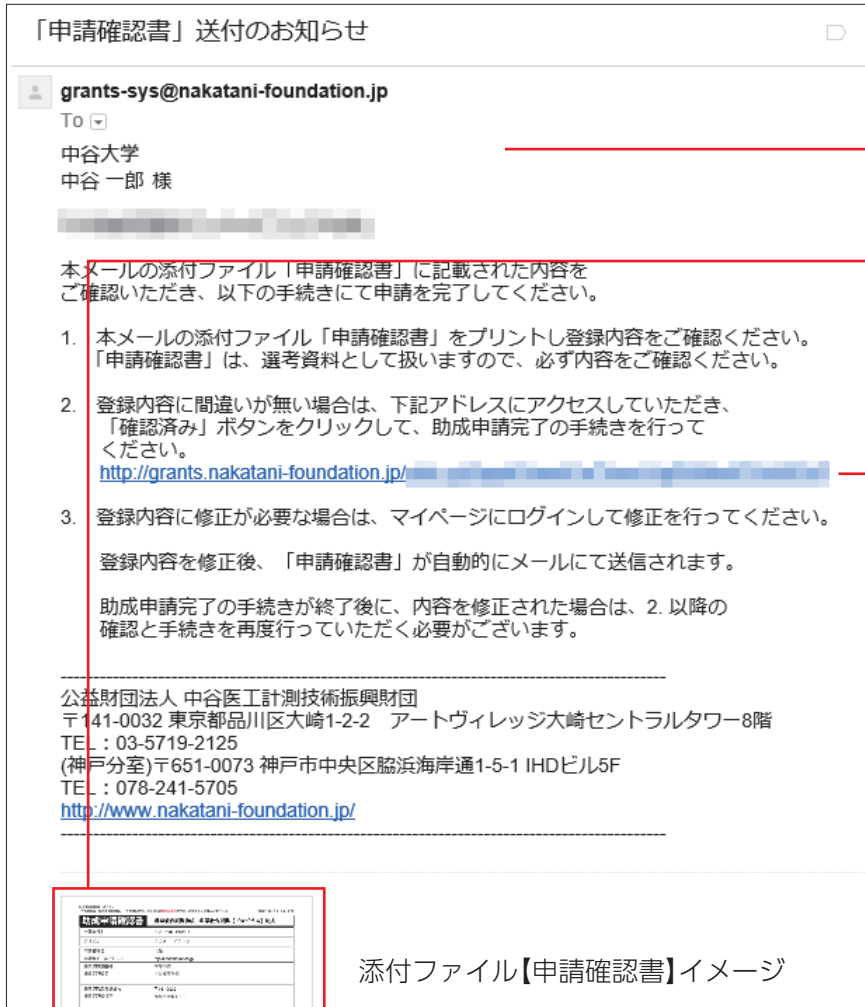 「申請確認書」送付のお知らせ
grants-sys@nakatani-foundation.jp
To
中谷大学
中谷 一郎 様
本メールの添付ファイル「申請確認書」に記載された内容を
ご確認いただき、以下の手続きにて申請を完了してください。
1. 本メールの添付ファイル「申請確認書」をプリントし登録内容をご確認ください。
「申請確認書」は、選考資料として扱いますので、必ず内容をご確認ください。
2. 登録内容に間違いが無い場合は、下記アドレスにアクセスしていただき、
「確認済み」ボタンをクリックして、助成申請完了の手続きを行って
ください。
http://grants.nakatani-foundation.jp/
3. 登録内容に修正が必要な場合は、マイページにログインして修正を行ってください。
登録内容を修正後、「申請確認書」が自動的にメールにて送信されます。
助成申請完了の手続きが終了後に、内容を修正された場合は、2. 以降の
確認と手続きを再度行っていただく必要がございます。
公益財団法人 中谷医工計測技術振興財団
〒141-0032 東京都品川区大崎1-2-2　アートヴィレッジ大崎セントラルタワー8階
TEL：03-5719-2125
(神戸分室)〒651-0073 神戸市中央区脇浜海岸通1-5-1 IHDビル5F
TEL：078-241-5705
http://www.nakatani-foundation.jp/
助成申請確認書
添付ファイル【申請確認書】イメージ